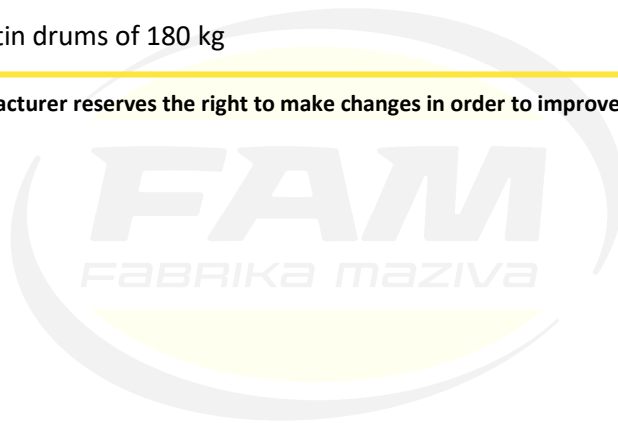 tin drums of 180 kg
acturer reserves the right to make changes in order to improve
FAM
FABRIKA MAZIVA